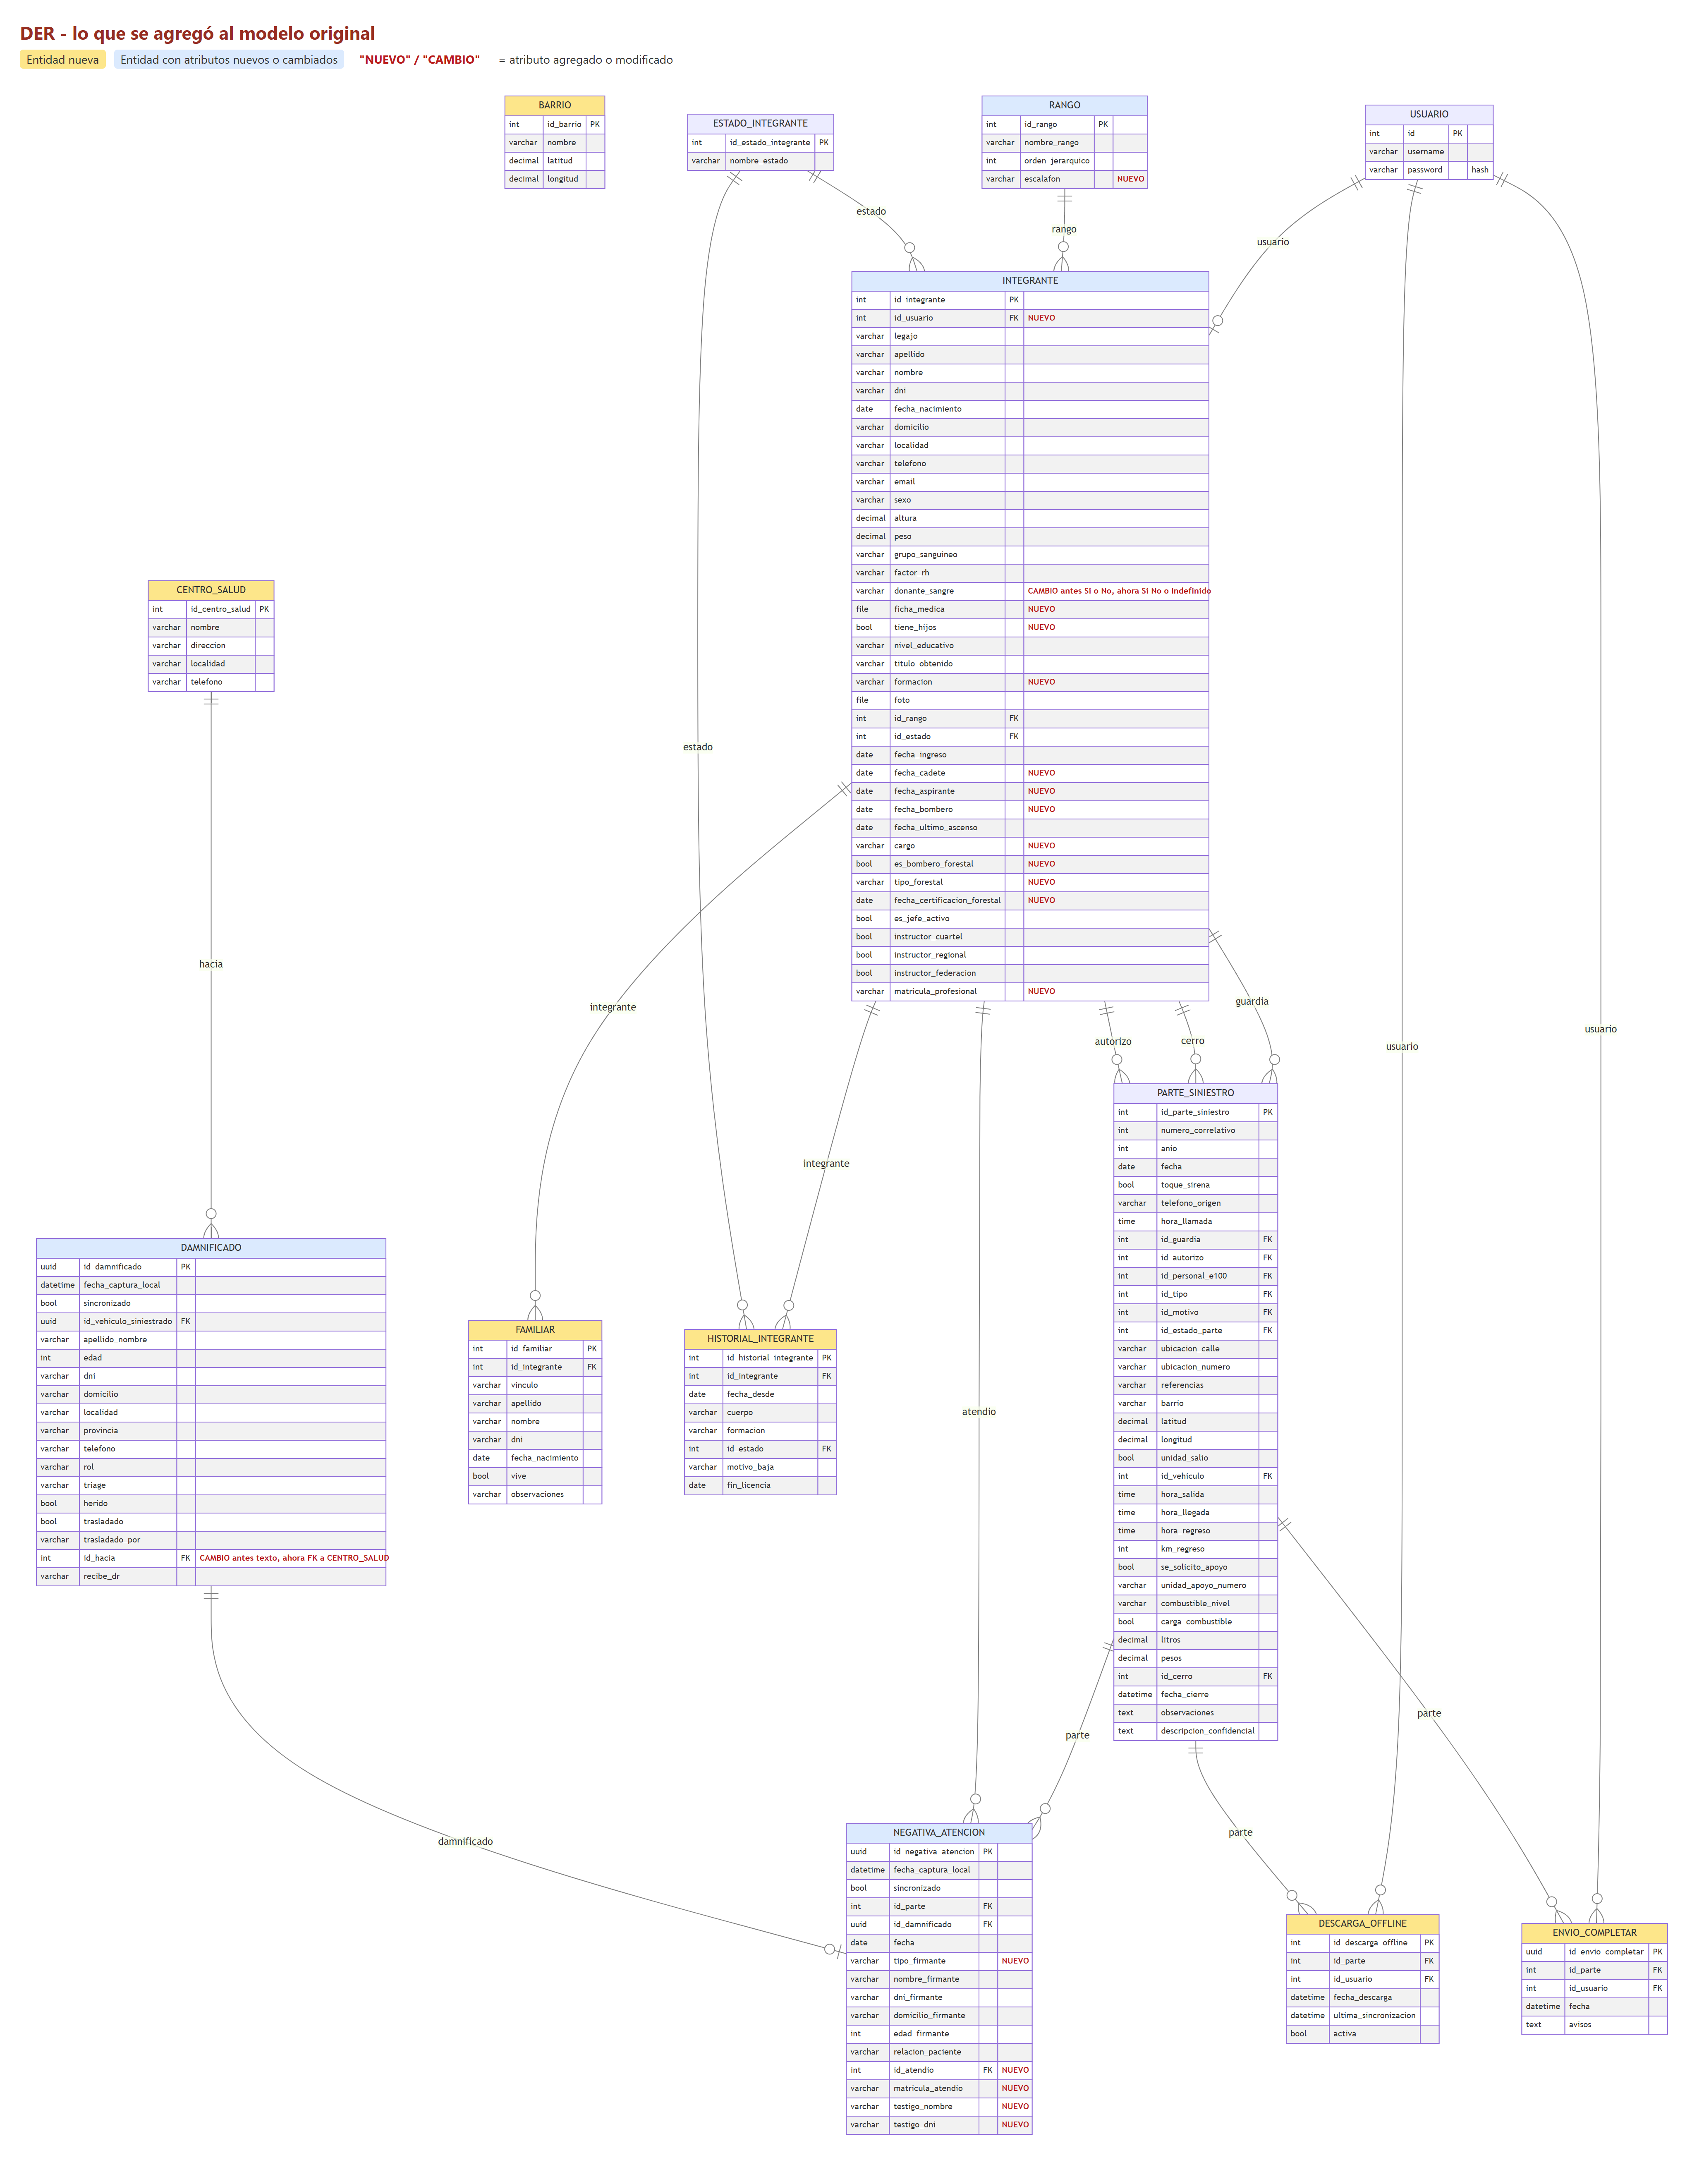 DER - lo que se agregó al modelo original
Entidad nueva
Entidad con atributos nuevos o cambiados
"NUEVO" / "CAMBIO"
= atributo agregado o modificado
BARRIO
int id_barrio PK
varchar nombre
decimal latitud
decimal longitud
ESTADO_INTEGRANTE
int id_estado_integrante PK
varchar nombre_estado
RANGO
int id_rango PK
varchar nombre_rango
int orden_jerarquico
varchar escalafon NUEVO
USUARIO
int id PK
varchar username
varchar password hash
estado
rango
usuario
INTEGRANTE
int id_integrante PK
int id_usuario FK NUEVO
varchar legajo
varchar apellido
varchar nombre
varchar dni
date fecha_nacimiento
varchar domicilio
varchar localidad
varchar telefono
varchar email
varchar sexo
decimal altura
decimal peso
varchar grupo_sanguineo
varchar factor_rh
varchar donante_sangre CAMBIO antes Si o No, ahora Si No o Indefinido
file ficha_medica NUEVO
bool tiene_hijos NUEVO
varchar nivel_educativo
varchar titulo_obtenido
varchar formacion NUEVO
file foto
int id_rango FK
int id_estado FK
date fecha_ingreso
date fecha_cadete NUEVO
date fecha_aspirante NUEVO
date fecha_bombero NUEVO
date fecha_ultimo_ascenso
varchar cargo NUEVO
bool es_bombero_forestal NUEVO
varchar tipo_forestal NUEVO
date fecha_certificacion_forestal NUEVO
bool es_jefe_activo
bool instructor_cuartel
bool instructor_regional
bool instructor_federacion
varchar matricula_profesional NUEVO
CENTRO_SALUD
int id_centro_salud PK
varchar nombre
varchar direccion
varchar localidad
varchar telefono
estado
hacia
integrante
guardia
autorizo
cerro
usuario
usuario
integrante
PARTE_SINIESTRO
int id_parte_siniestro PK
int numero_correlativo
int anio
date fecha
bool toque_sirena
varchar telefono_origen
time hora_llamada
int id_guardia FK
int id_autorizo FK
int id_personal_e100 FK
int id_tipo FK
int id_motivo FK
int id_estado_parte FK
varchar ubicacion_calle
varchar ubicacion_numero
varchar referencias
varchar barrio
decimal latitud
decimal longitud
bool unidad_salio
int id_vehiculo FK
time hora_salida
time hora_llegada
time hora_regreso
int km_regreso
bool se_solicito_apoyo
varchar unidad_apoyo_numero
varchar combustible_nivel
bool carga_combustible
decimal litros
decimal pesos
int id_cerro FK
datetime fecha_cierre
text observaciones
text descripcion_confidencial
DAMNIFICADO
uuid id_damnificado PK
datetime fecha_captura_local
bool sincronizado
uuid id_vehiculo_siniestrado FK
varchar apellido_nombre
int edad
varchar dni
varchar domicilio
varchar localidad
varchar provincia
varchar telefono
varchar rol
varchar triage
bool herido
bool trasladado
varchar trasladado_por
int id_hacia FK CAMBIO antes texto, ahora FK a CENTRO_SALUD
varchar recibe_dr
FAMILIAR
int id_familiar PK
int id_integrante FK
varchar vinculo
varchar apellido
varchar nombre
varchar dni
date fecha_nacimiento
bool vive
varchar observaciones
HISTORIAL_INTEGRANTE
int id_historial_integrante PK
int id_integrante FK
date fecha_desde
varchar cuerpo
varchar formacion
int id_estado FK
varchar motivo_baja
date fin_licencia
atendio
parte
parte
parte
damnificado
NEGATIVA_ATENCION
uuid id_negativa_atencion PK
datetime fecha_captura_local
bool sincronizado
int id_parte FK
uuid id_damnificado FK
date fecha
varchar tipo_firmante NUEVO
varchar nombre_firmante
varchar dni_firmante
varchar domicilio_firmante
int edad_firmante
varchar relacion_paciente
int id_atendio FK NUEVO
varchar matricula_atendio NUEVO
varchar testigo_nombre NUEVO
varchar testigo_dni NUEVO
DESCARGA_OFFLINE
int id_descarga_offline PK
int id_parte FK
int id_usuario FK
datetime fecha_descarga
datetime ultima_sincronizacion
bool activa
ENVIO_COMPLETAR
uuid id_envio_completar PK
int id_parte FK
int id_usuario FK
datetime fecha
text avisos